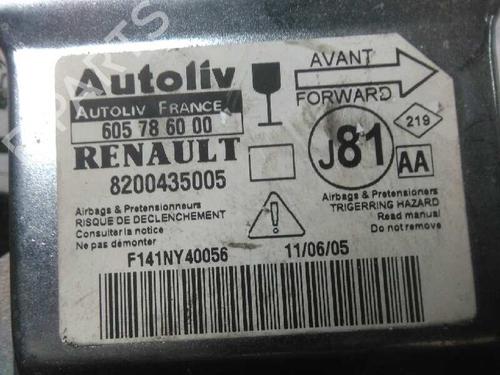 Autoliv
AUTOLIV FRANCE
605 78 60 00
RENAULT
8200435005
AVANT
FORWARD
J81
219
AA
Airbags & Pretensionneurs
RISQUE DE DECLENCHEMENT
Consulter la notice
Ne pas démonter
Airbags & Pretensioners
TRIGERRING HAZARD
Read manual
Do not remove
F141NY40056
11/06/05